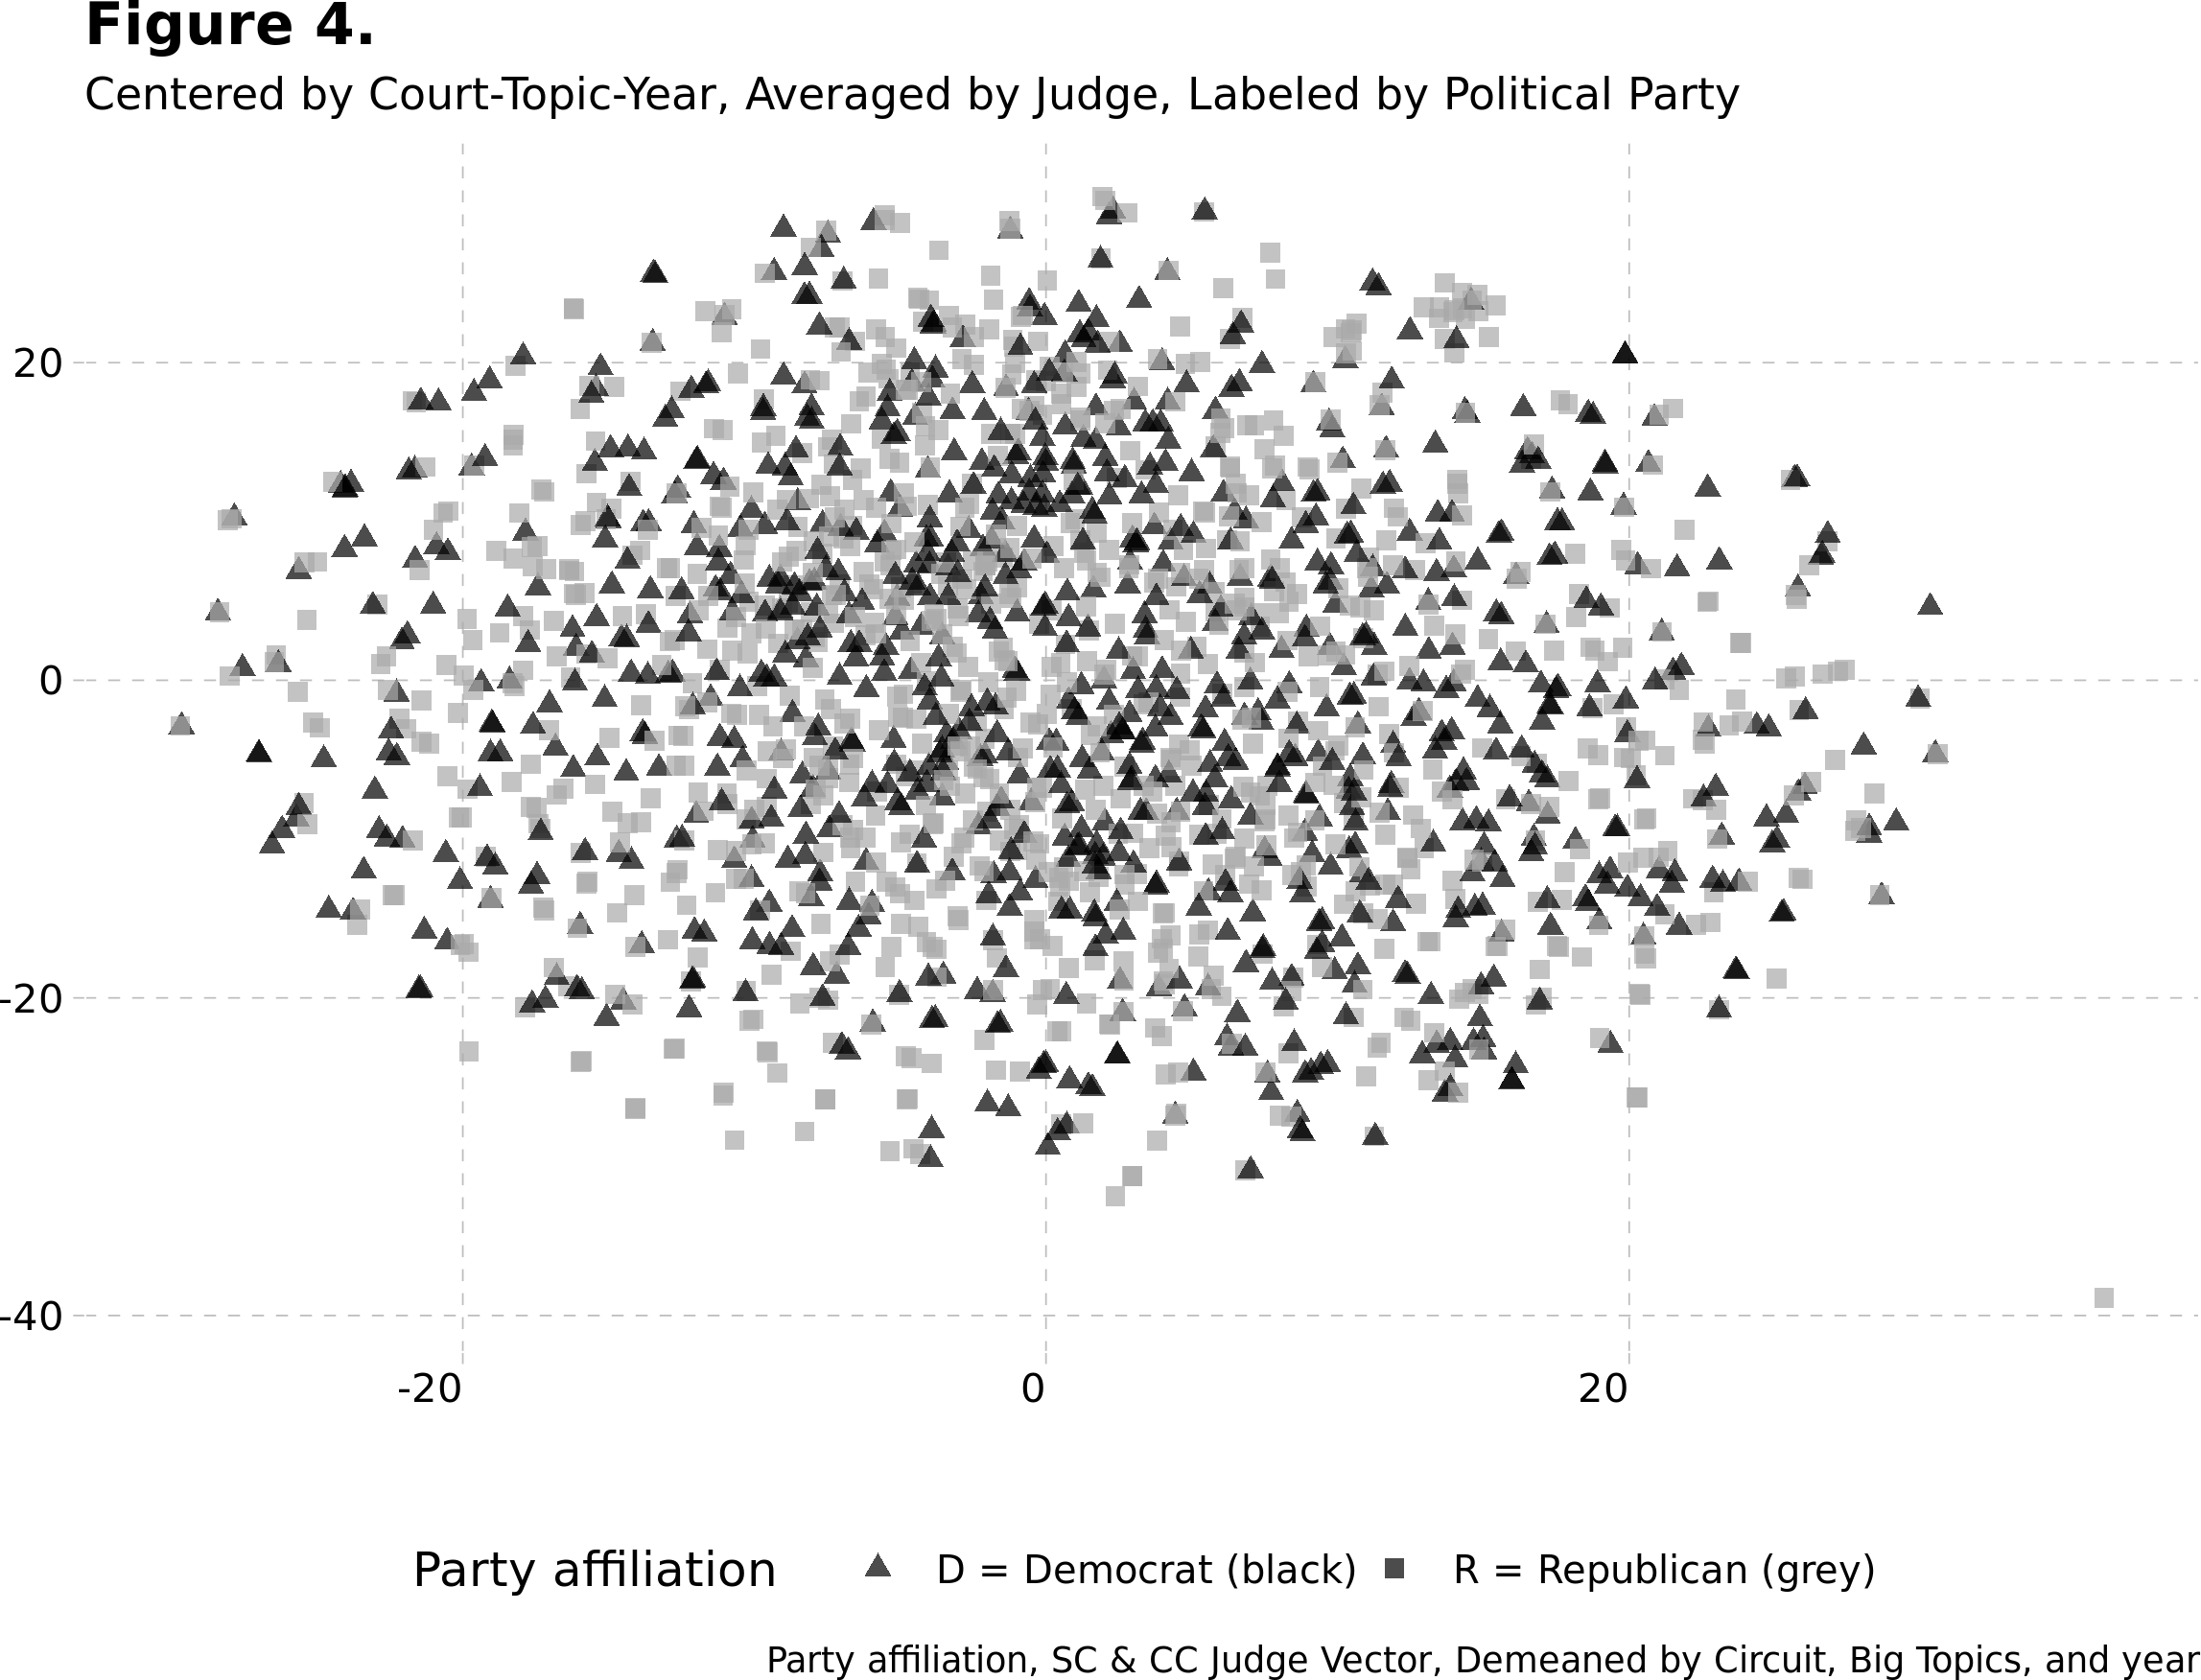 Figure 4.
Centered by Court-Topic-Year, Averaged by Judge, Labeled by Political Party
20
0
-20
-40
-20 0 20
Party affiliation D = Democrat (black) R = Republican (grey)
Party affiliation, SC & CC Judge Vector, Demeaned by Circuit, Big Topics, and year